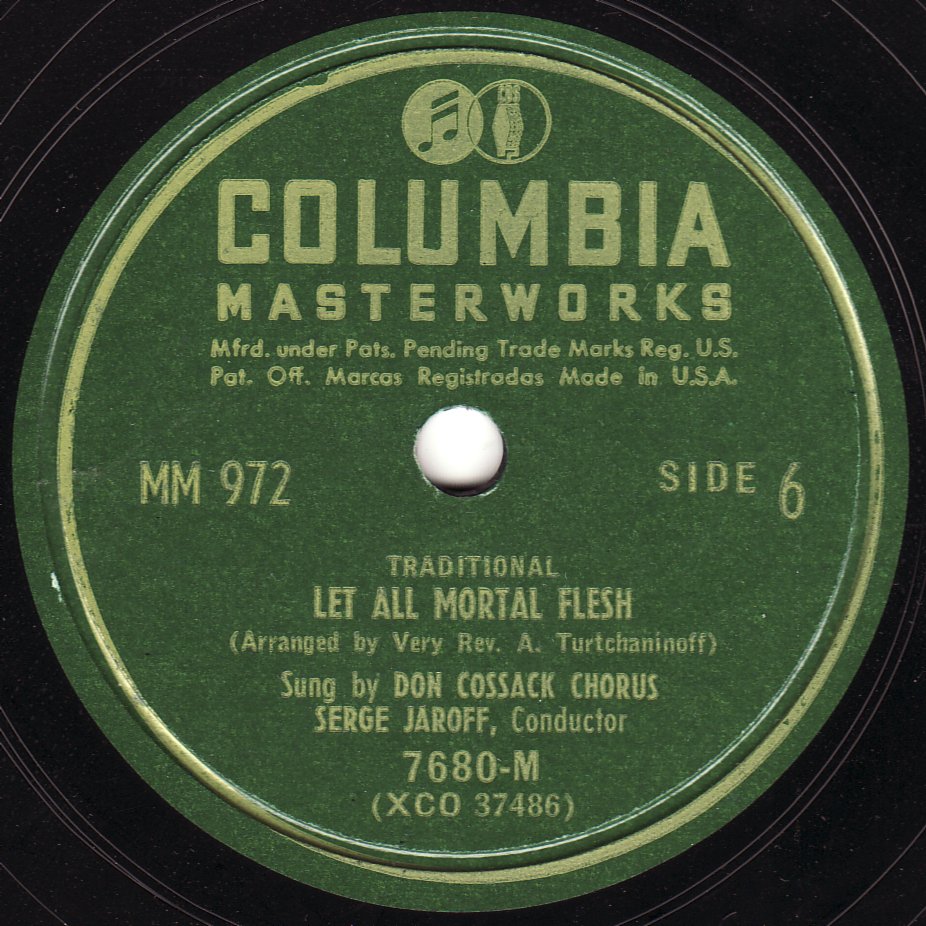 CBS
COLUMBIA
MASTERWORKS
Mfrd. under Pats. Pending Trade Marks Reg. U.S.
Pat. Off. Marcas Registradas Made in U.S.A.
MM 972
SIDE 6
TRADITIONAL
LET ALL MORTAL FLESH
(Arranged by Very Rev. A. Turtchaninoff)
Sung by DON COSSACK CHORUS
SERGE JAROFF, Conductor
7680-M
(XCO 37486)